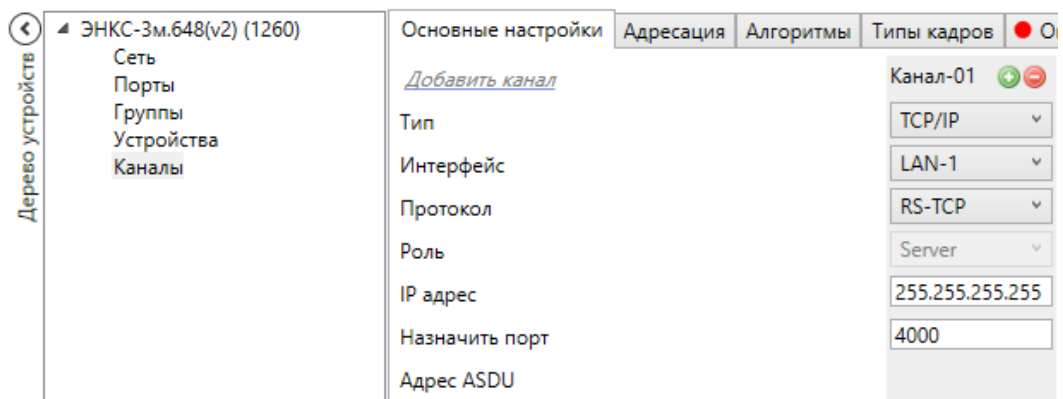 Дерево устройств
ЭНКС-3м.648(v2) (1260)
Сеть
Порты
Группы
Устройства
Каналы
Основные настройки Адресация Алгоритмы Типы кадров
Добавить канал Канал-01
Тип TCP/IP
Интерфейс LAN-1
Протокол RS-TCP
Роль Server
IP адрес 255.255.255.255
Назначить порт 4000
Адрес ASDU